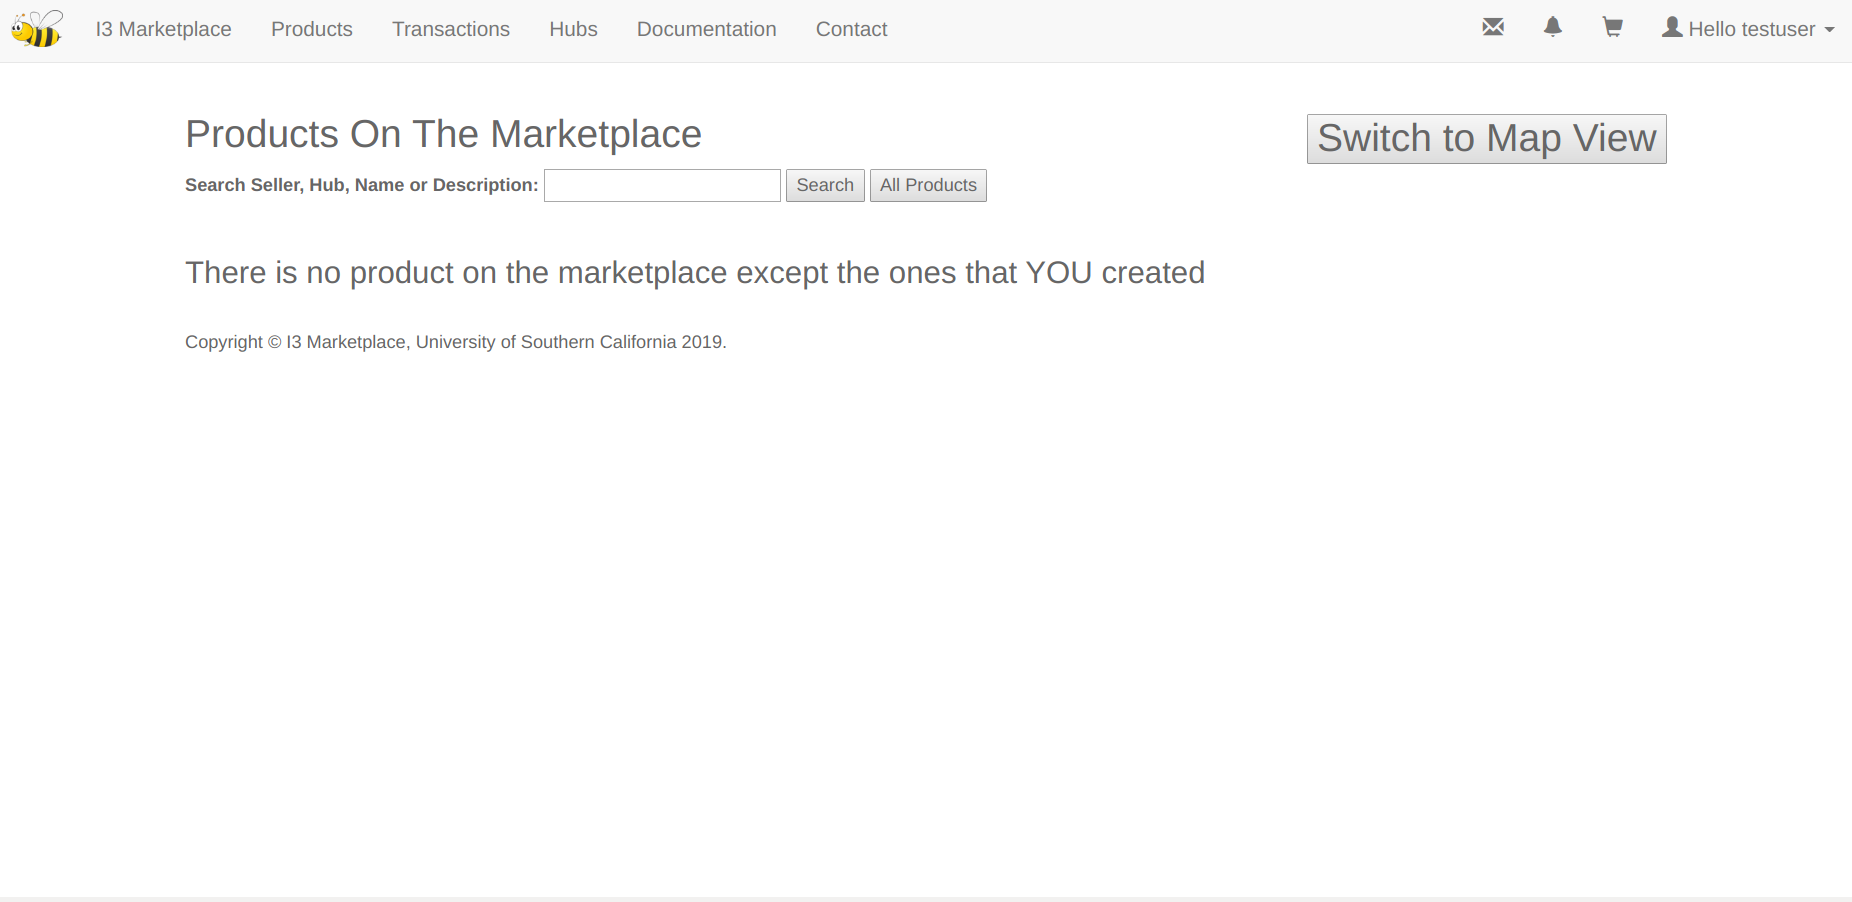 I3 Marketplace Products Transactions Hubs Documentation Contact Hello testuser
Products On The Marketplace Switch to Map View
Search Seller, Hub, Name or Description: Search All Products
There is no product on the marketplace except the ones that YOU created
Copyright © I3 Marketplace, University of Southern California 2019.